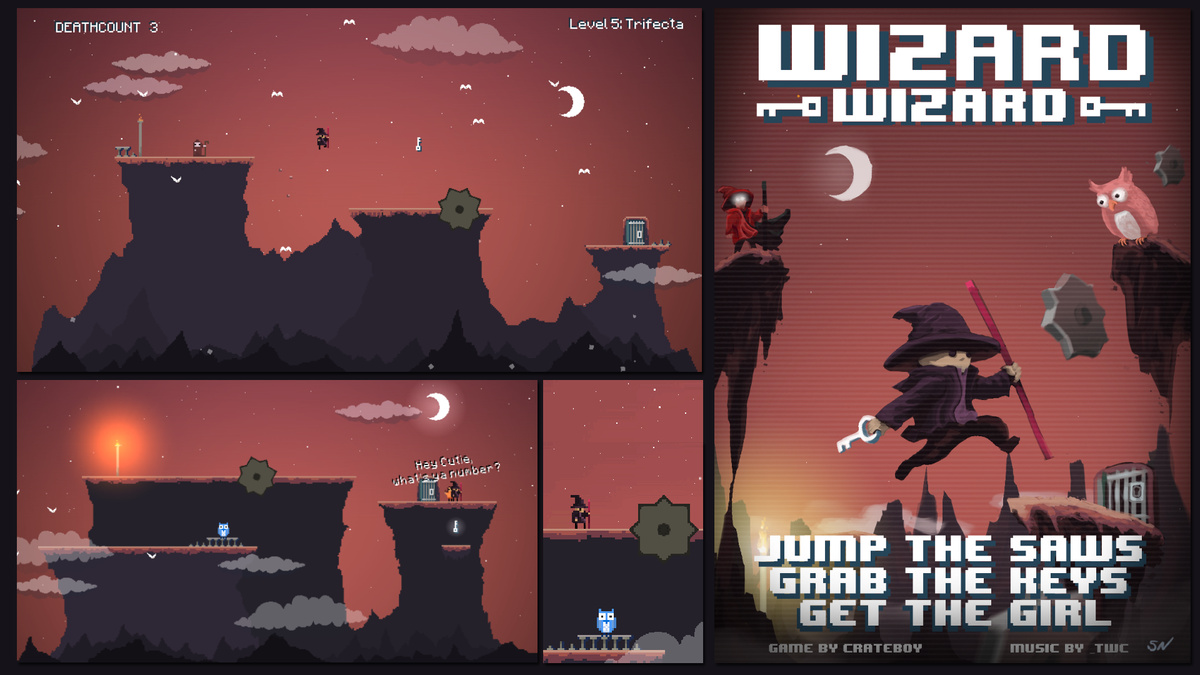 DEATHCOUNT 3
Level 5: Trifecta
Hey Cutie,
what's ya number?
WIZARD
WIZARD
JUMP THE SAWS
GRAB THE KEYS
GET THE GIRL
GAME BY CRATEBOY
MUSIC BY _TWC
SN